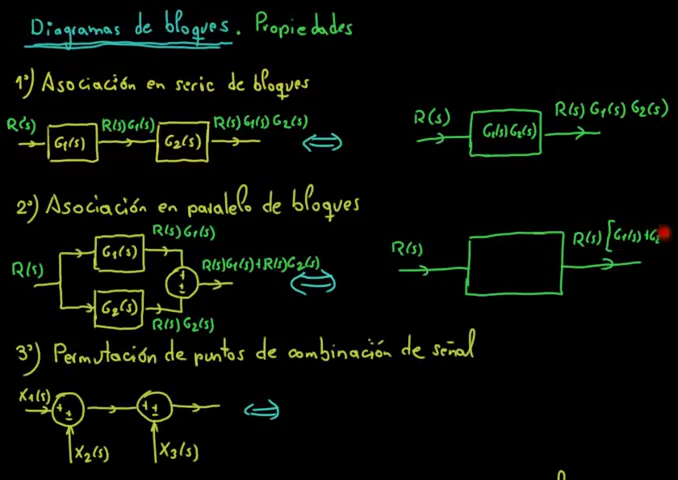 Diagramas de bloques. Propiedades
1º) Asociación en serie de bloques
R(s) G1(s) R(s)G1(s) G2(s) R(s)G1(s)G2(s) ⇔ R(s) G1(s)G2(s) R(s)G1(s)G2(s)
2º) Asociación en paralelo de bloques
R(s) G1(s) R(s)G1(s)
+ ± R(s)G1(s)+R(s)G2(s) ⇔ R(s) R(s)[G1(s)+G2
G2(s) R(s)G2(s)
3º) Permutación de puntos de combinación de señal
X1(s) + ± + ± ⇔
X2(s) X3(s)